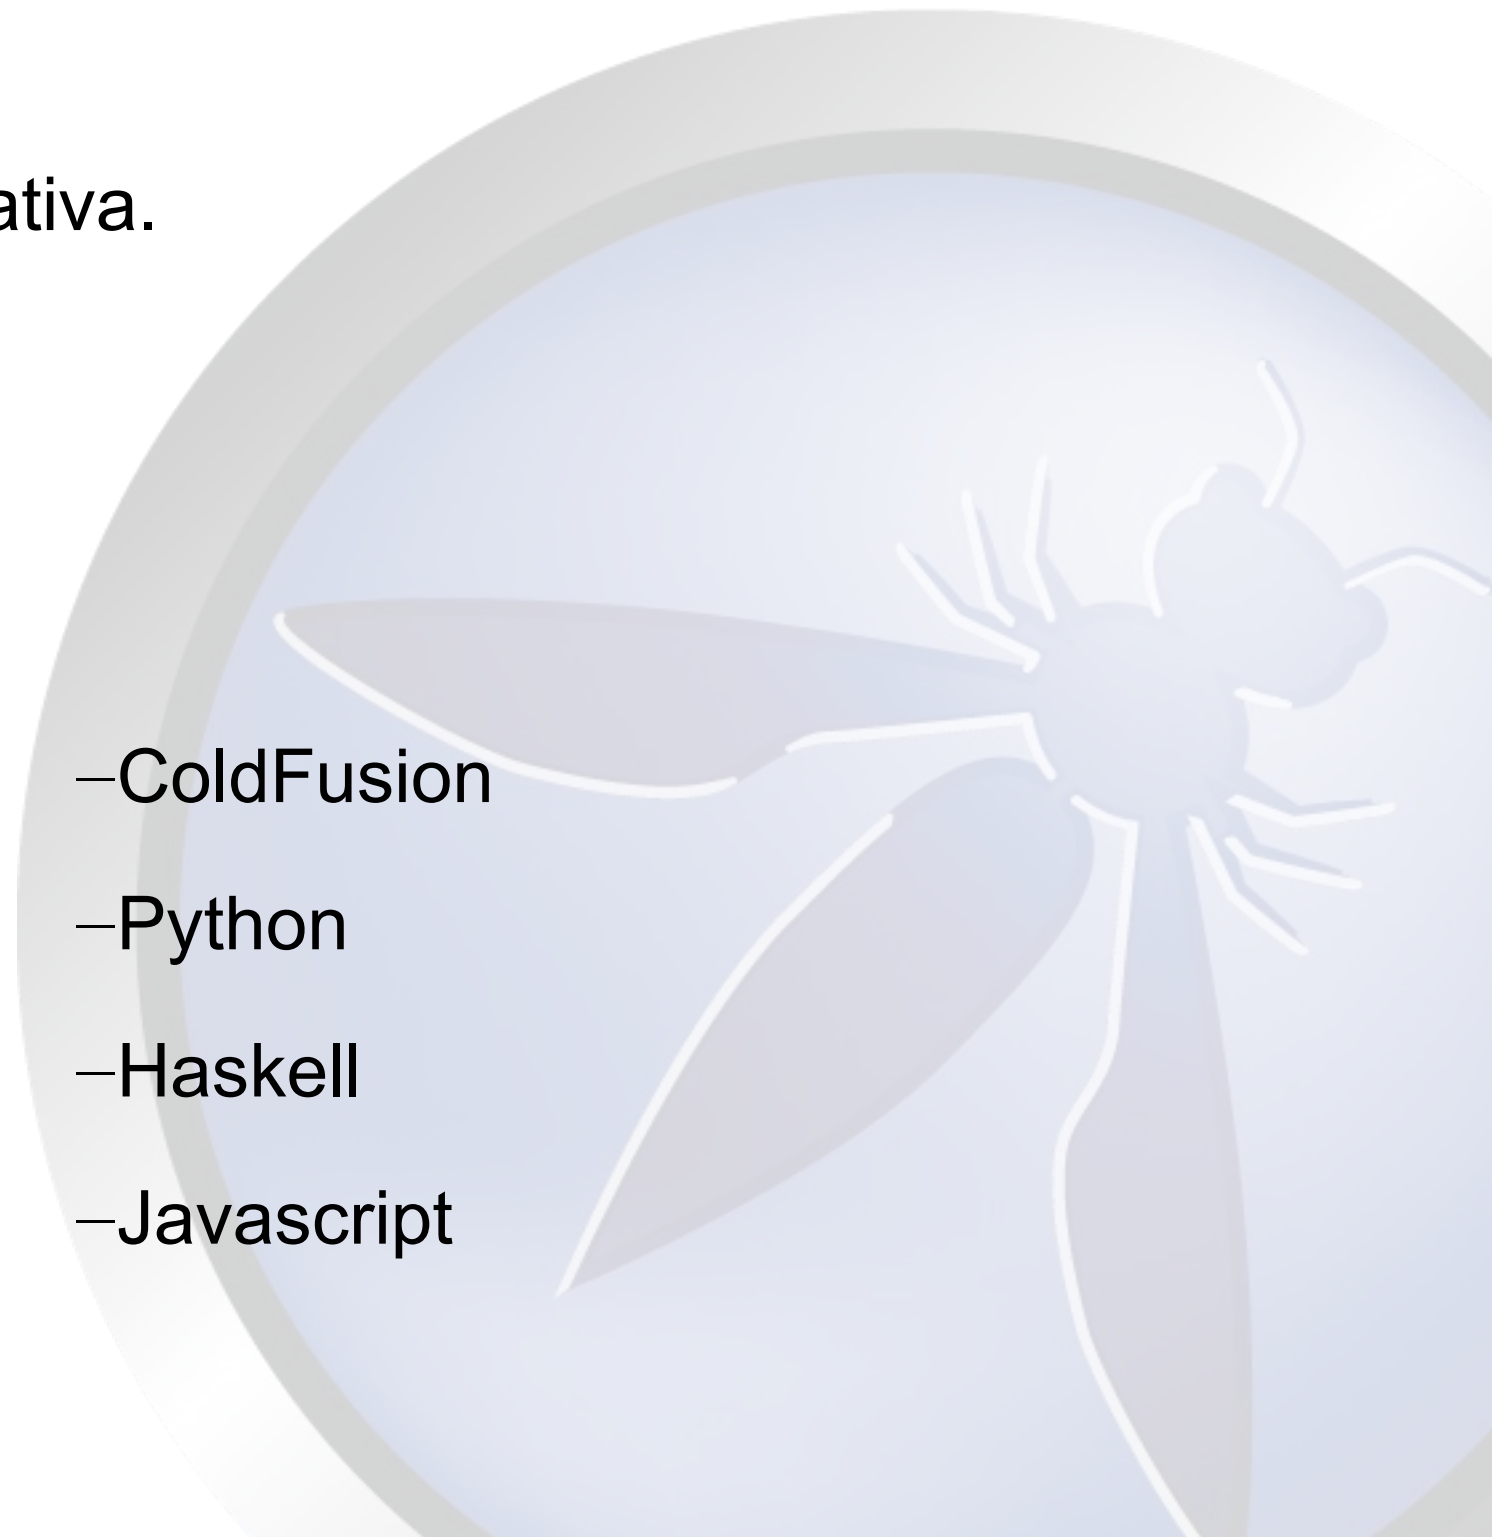 ativa.
–ColdFusion
–Python
–Haskell
–Javascript